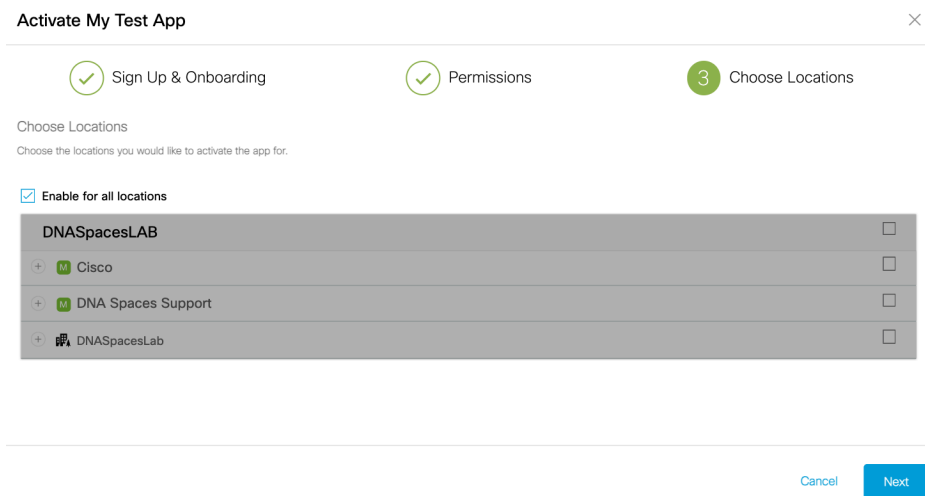 Activate My Test App
Sign Up & Onboarding
Permissions
3 Choose Locations
Choose Locations
Choose the locations you would like to activate the app for.
Enable for all locations
DNASpacesLAB
M Cisco
M DNA Spaces Support
DNASpacesLab
Cancel
Next